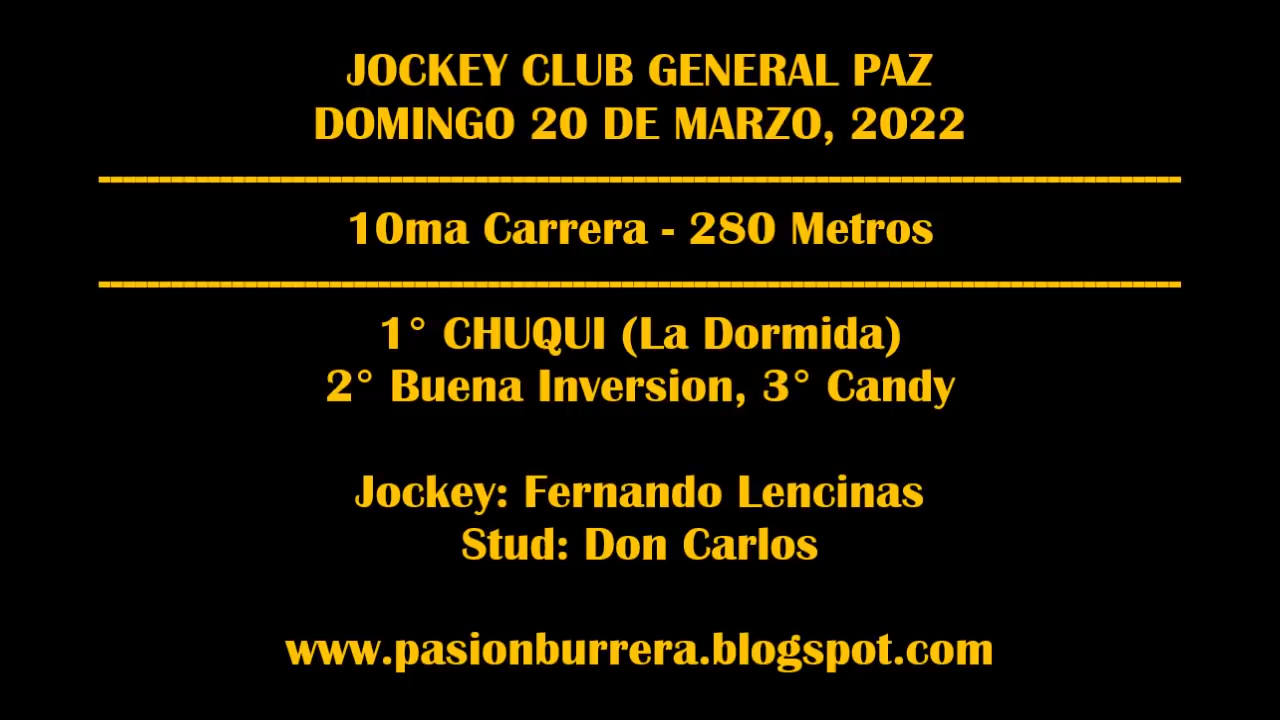 JOCKEY CLUB GENERAL PAZ
DOMINGO 20 DE MARZO, 2022
10ma Carrera - 280 Metros
1° CHUQUI (La Dormida)
2° Buena Inversion, 3° Candy
Jockey: Fernando Lencinas
Stud: Don Carlos
www.pasionburrera.blogspot.com